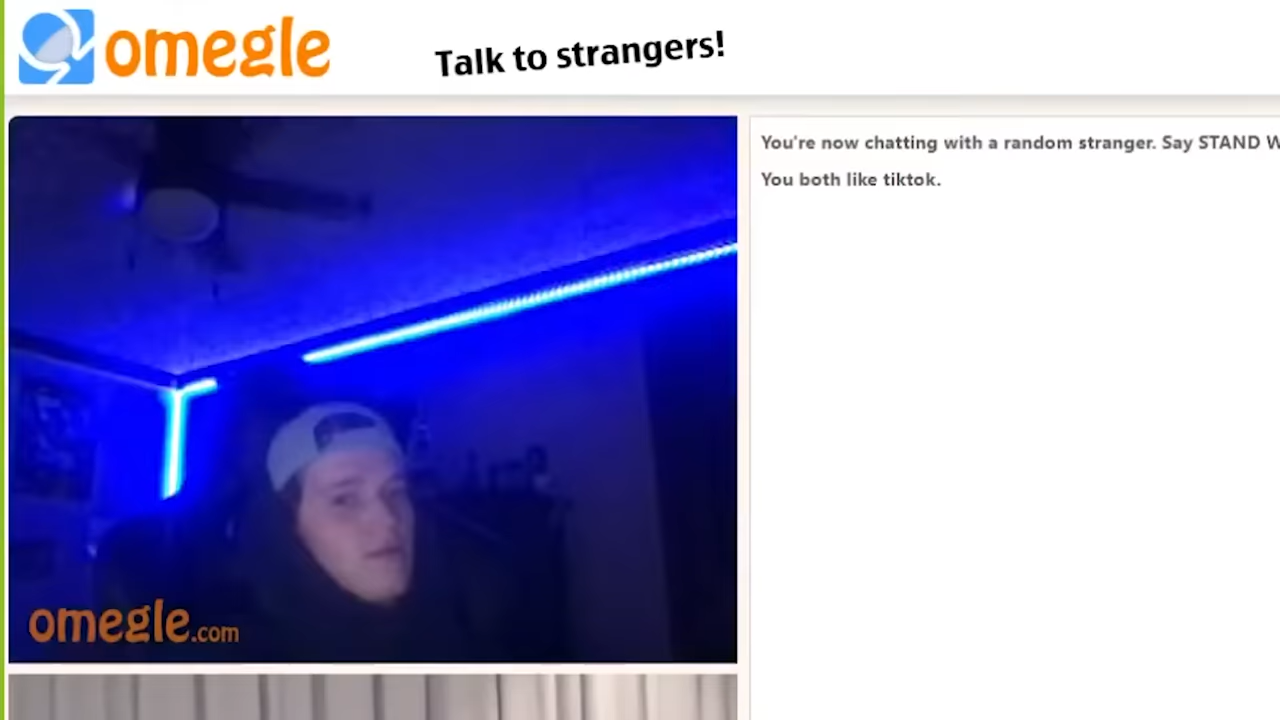 omegle
Talk to strangers!
You're now chatting with a random stranger. Say STAND
You both like tiktok.
omegle.com